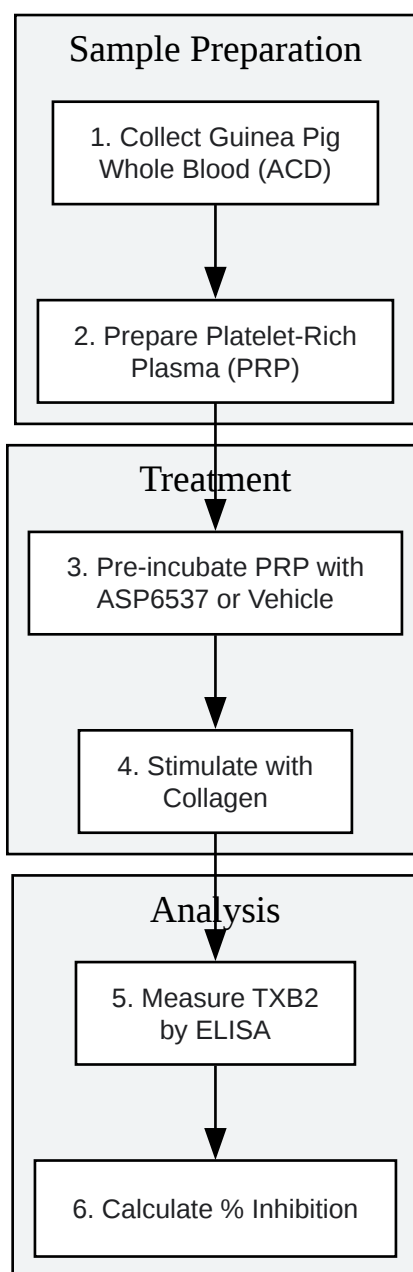 Sample Preparation
1. Collect Guinea Pig
Whole Blood (ACD)
2. Prepare Platelet-Rich
Plasma (PRP)
Treatment
3. Pre-incubate PRP with
ASP6537 or Vehicle
4. Stimulate with
Collagen
Analysis
5. Measure TXB2
by ELISA
6. Calculate % Inhibition